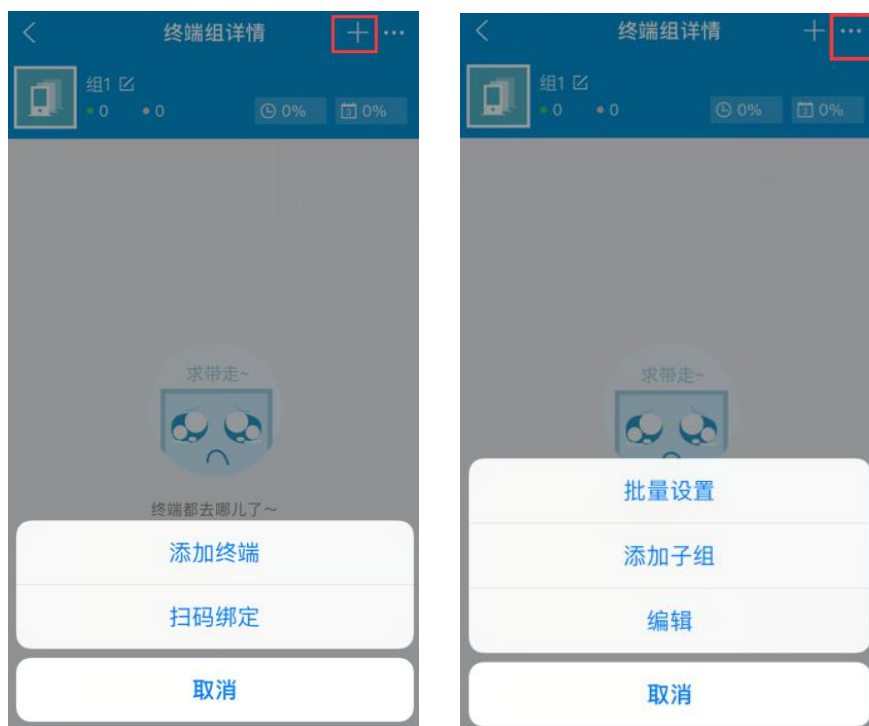 终端组详情
组1
0
0
0%
3 0%
求带走~
终端都去哪儿了~
添加终端
扫码绑定
取消
终端组详情
组1
0
0
0%
3 0%
求带走~
批量设置
添加子组
编辑
取消